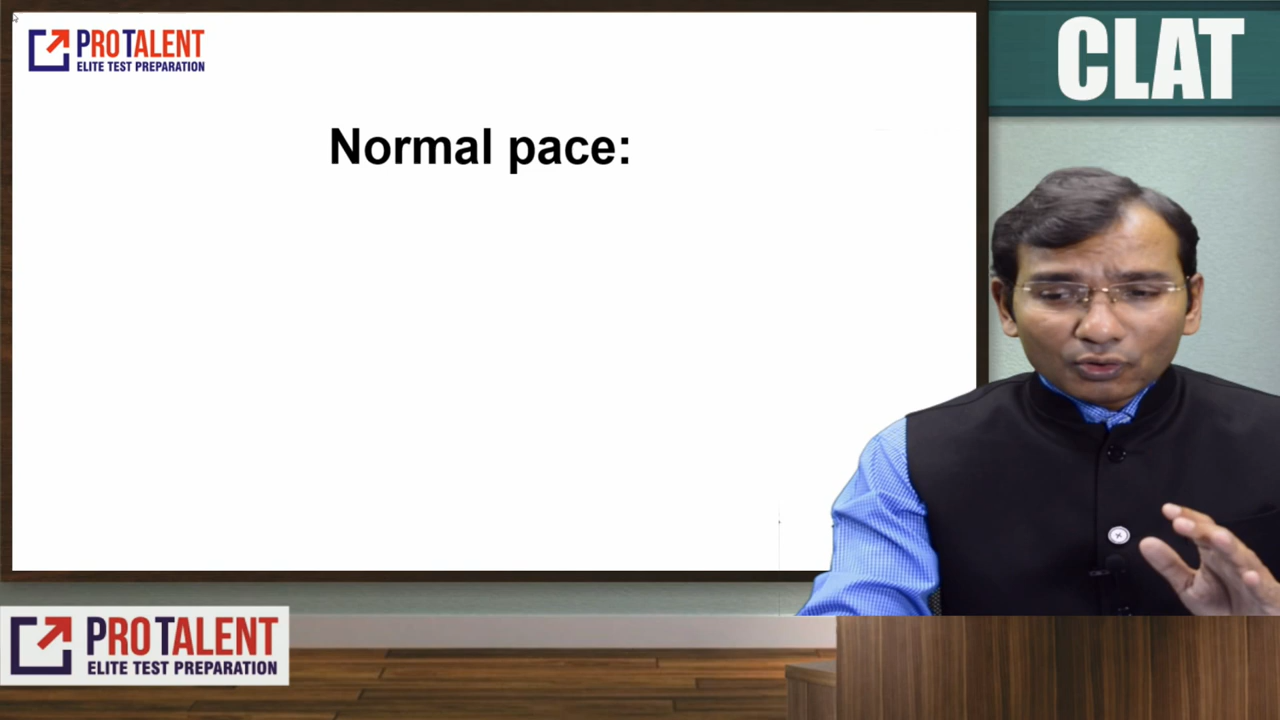 PROTALENT
ELITE TEST PREPARATION
CLAT
Normal pace:
PROTALENT
ELITE TEST PREPARATION